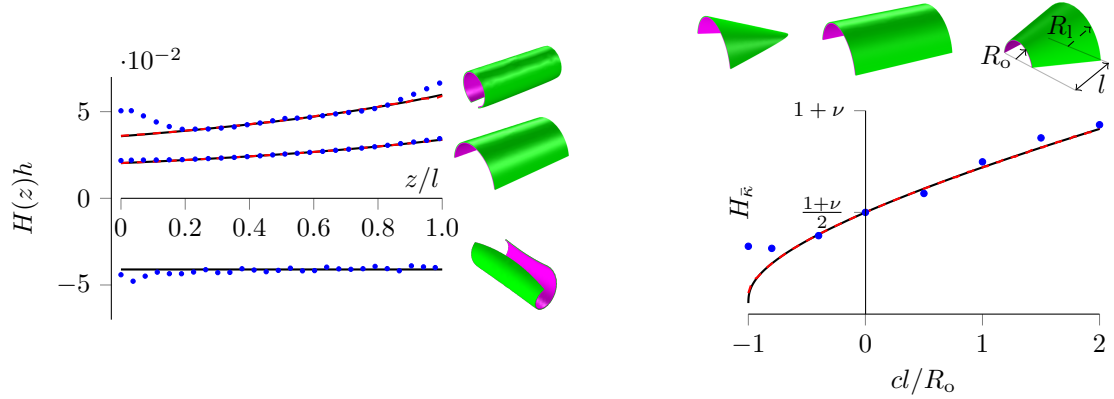 ·10⁻²
5
0
−5
H(z)h
z/l
0
0.2
0.4
0.6
0.8
1.0
R_o
R_l
l
1 + ν
(1+ν)/2
H_κ̄
−1
0
1
2
cl/R_o